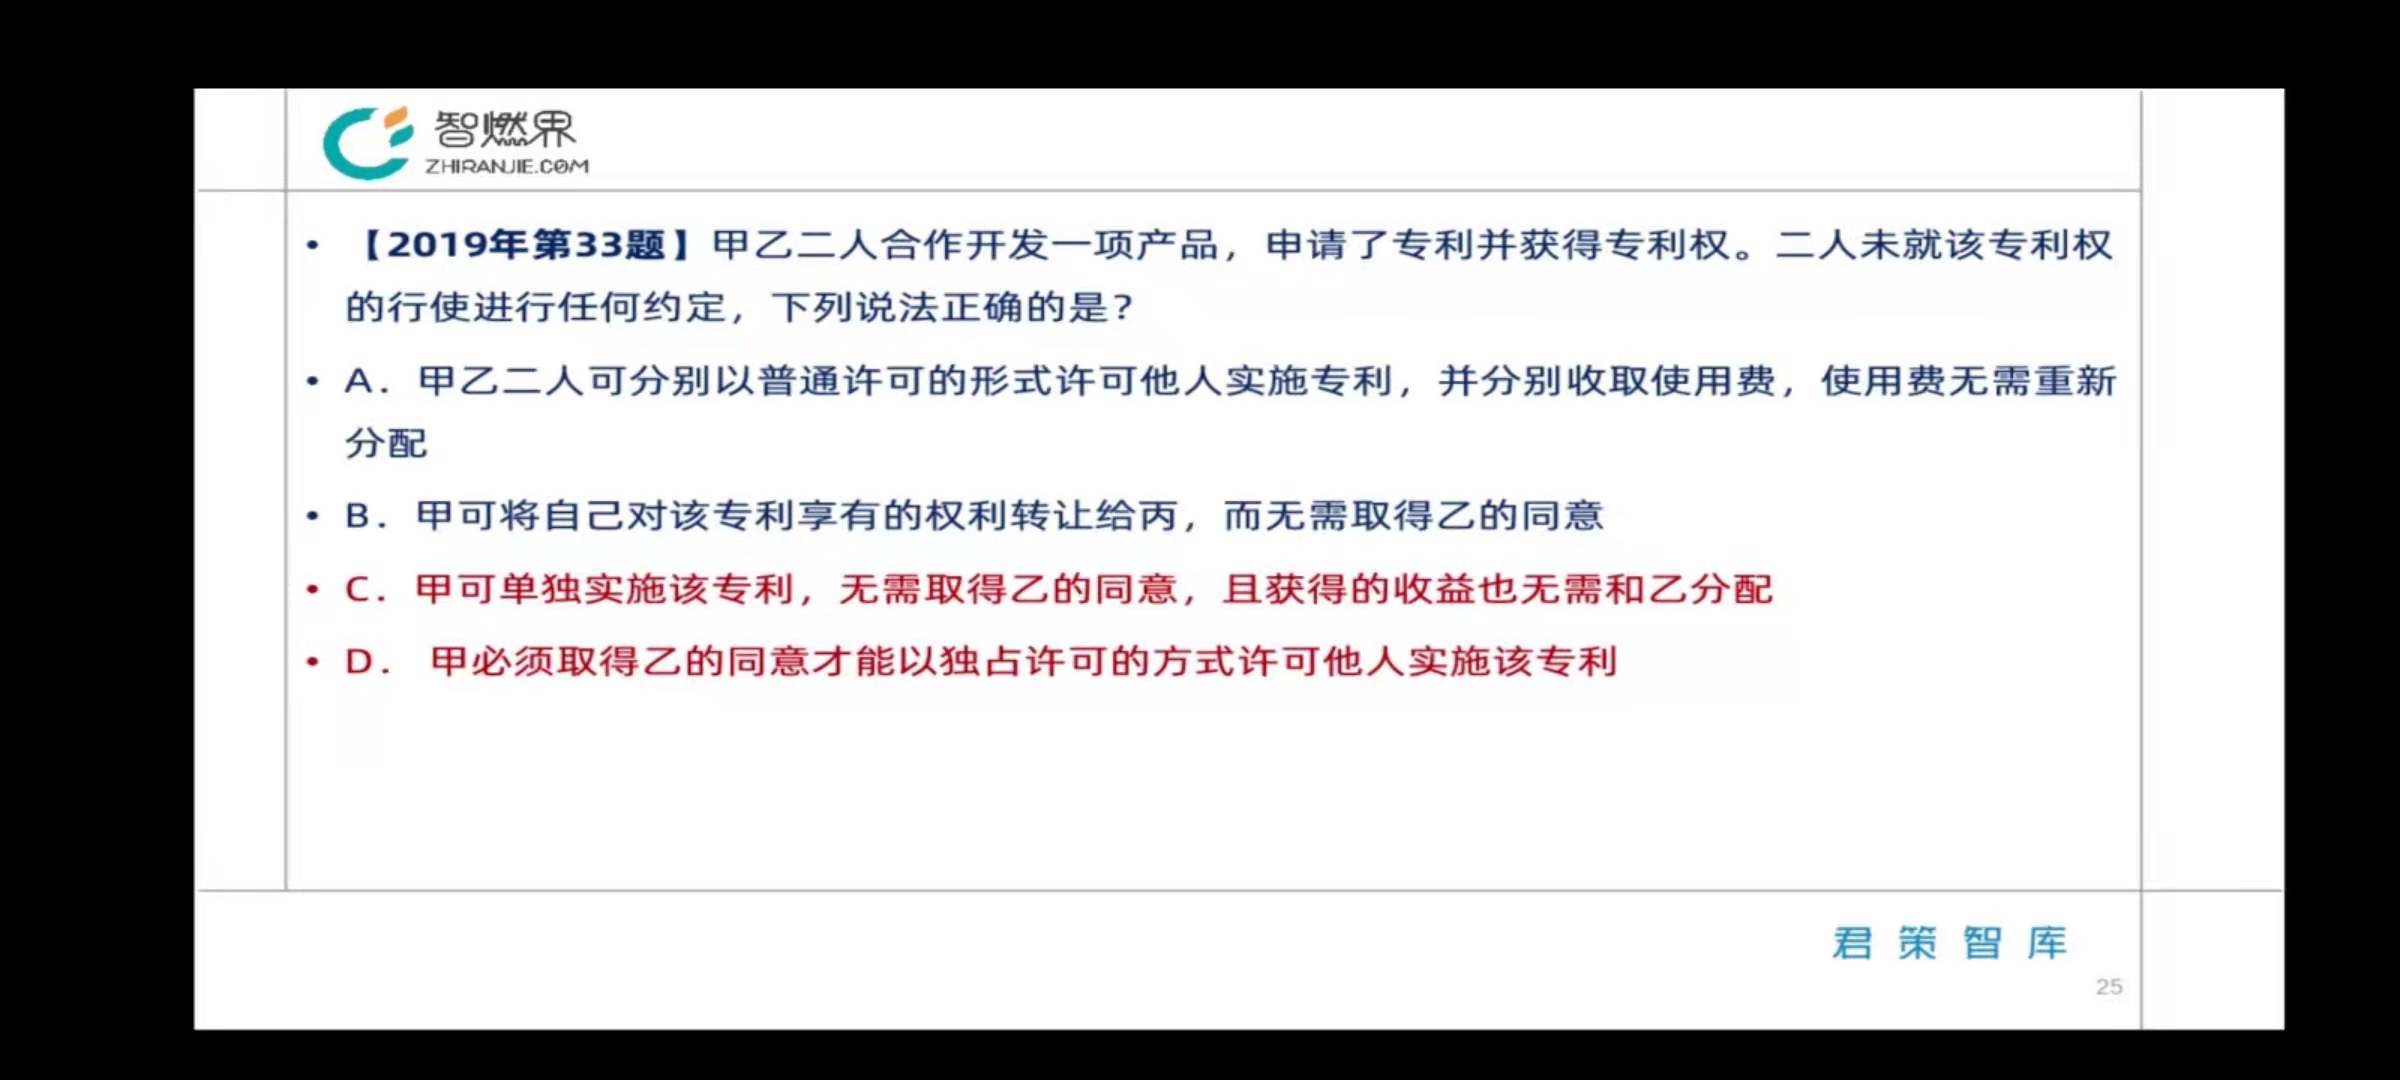 智燃界
ZHIRANJIE.COM
• 【2019年第33题】甲乙二人合作开发一项产品，申请了专利并获得专利权。二人未就该专利权
的行使进行任何约定，下列说法正确的是？
• A．甲乙二人可分别以普通许可的形式许可他人实施专利，并分别收取使用费，使用费无需重新
分配
• B．甲可将自己对该专利享有的权利转让给丙，而无需取得乙的同意
• C．甲可单独实施该专利，无需取得乙的同意，且获得的收益也无需和乙分配
• D． 甲必须取得乙的同意才能以独占许可的方式许可他人实施该专利
君策智库
25